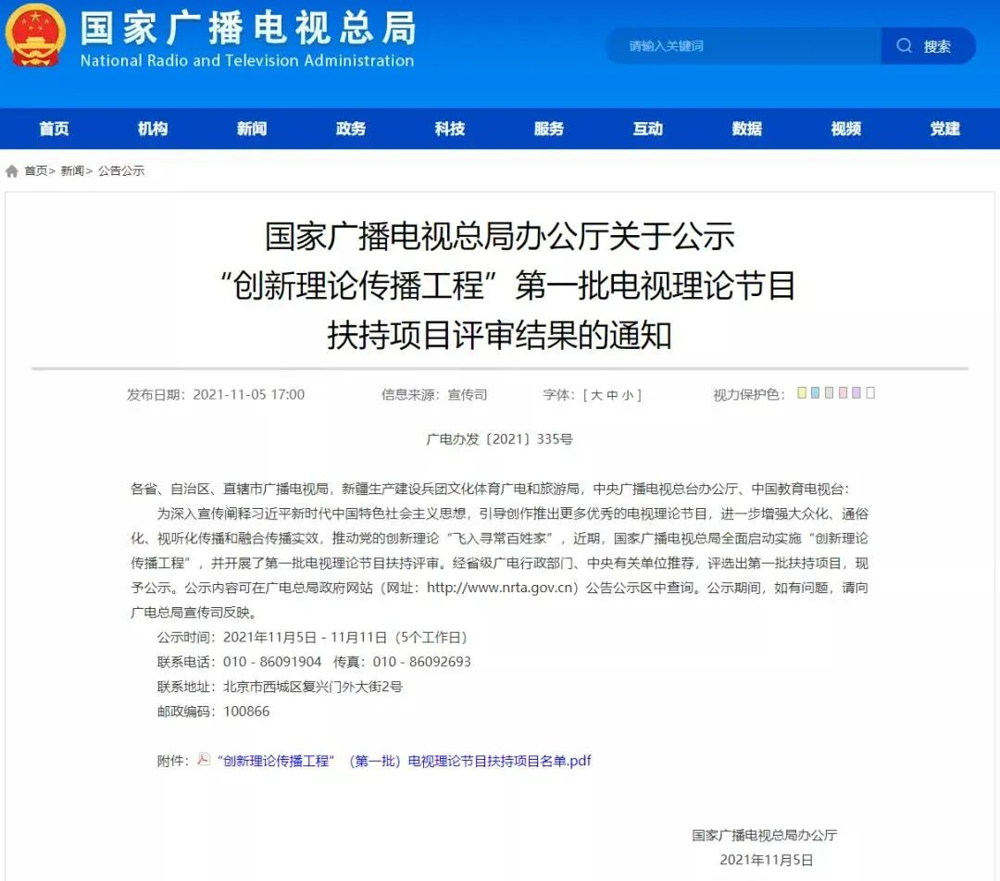 国家广播电视总局
National Radio and Television Administration
请输入关键词
搜索
首页 机构 新闻 政务 科技 服务 互动 数据 视频 党建
首页> 新闻> 公告公示
国家广播电视总局办公厅关于公示
“创新理论传播工程”第一批电视理论节目
扶持项目评审结果的通知
发布日期：2021-11-05 17:00 信息来源：宣传司 字体：[ 大 中 小 ] 视力保护色：
广电办发〔2021〕335号
各省、自治区、直辖市广播电视局，新疆生产建设兵团文化体育广电和旅游局，中央广播电视总台办公厅、中国教育电视台：
为深入宣传阐释习近平新时代中国特色社会主义思想，引导创作推出更多优秀的电视理论节目，进一步增强大众化、通俗
化、视听化传播和融合传播实效，推动党的创新理论“飞入寻常百姓家”，近期，国家广播电视总局全面启动实施“创新理论
传播工程”，并开展了第一批电视理论节目扶持评审。经省级广电行政部门、中央有关单位推荐，评选出第一批扶持项目，现
予公示。公示内容可在广电总局政府网站（网址：http://www.nrta.gov.cn）公告公示区中查询。公示期间，如有问题，请向
广电总局宣传司反映。
公示时间：2021年11月5日 - 11月11日（5个工作日）
联系电话：010 - 86091904 传真：010 - 86092693
联系地址：北京市西城区复兴门外大街2号
邮政编码：100866
附件： “创新理论传播工程”（第一批）电视理论节目扶持项目名单.pdf
国家广播电视总局办公厅
2021年11月5日